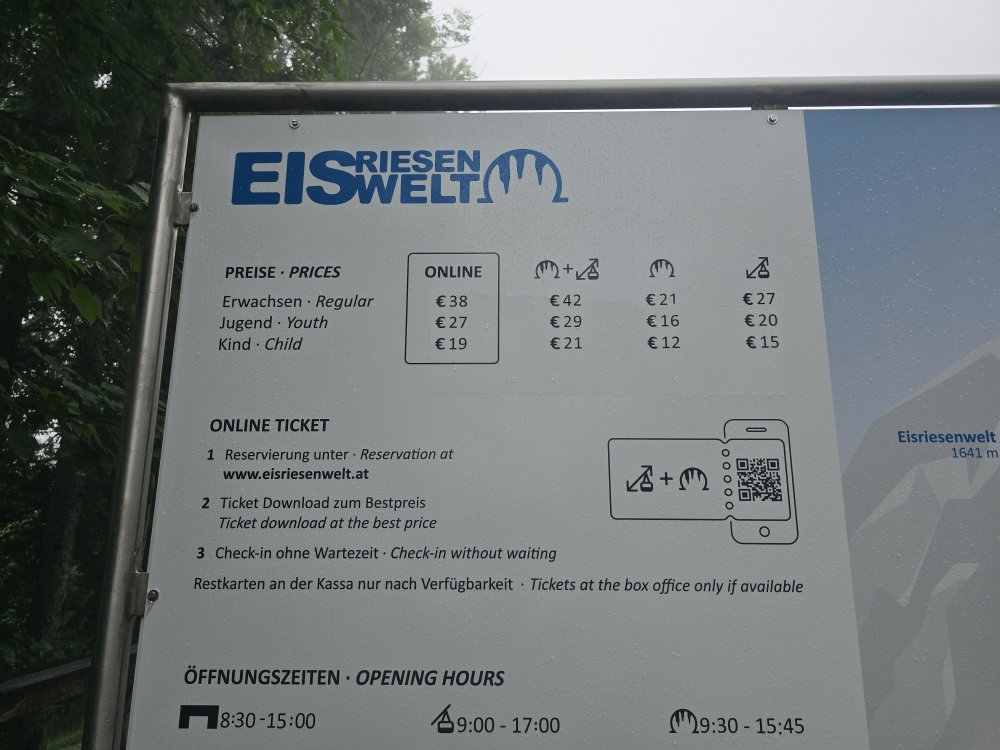 EISRIESENWELT
PREISE · PRICES ONLINE +
Erwachsen · Regular € 38 € 42 € 21 € 27
Jugend · Youth € 27 € 29 € 16 € 20
Kind · Child € 19 € 21 € 12 € 15
ONLINE TICKET
1 Reservierung unter · Reservation at
www.eisriesenwelt.at
2 Ticket Download zum Bestpreis
Ticket download at the best price
3 Check-in ohne Wartezeit · Check-in without waiting
Restkarten an der Kassa nur nach Verfügbarkeit · Tickets at the box office only if available
+
Eisriesenwelt
1641 m
ÖFFNUNGSZEITEN · OPENING HOURS
8:30 - 15:00 9:00 - 17:00 9:30 - 15:45